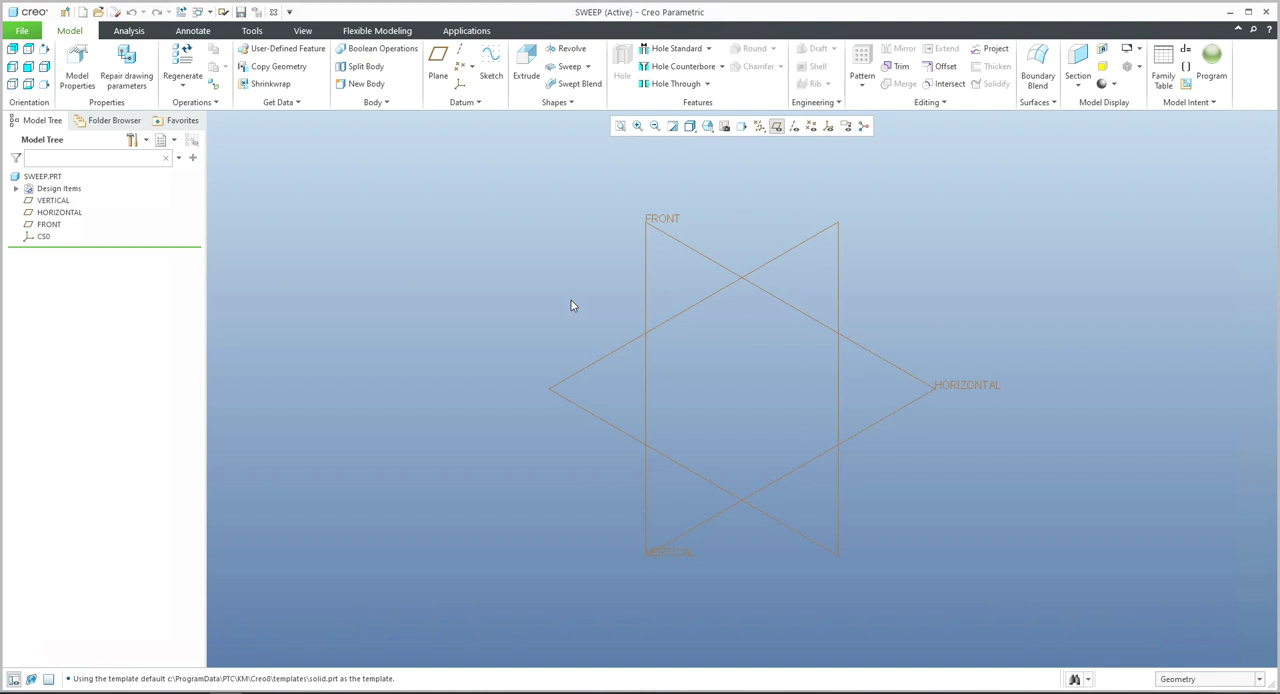 creo
SWEEP (Active) - Creo Parametric
File
Model
Analysis
Annotate
Tools
View
Flexible Modeling
Applications
Model
Properties
Repair drawing
parameters
Regenerate
User-Defined Feature
Copy Geometry
Shrinkwrap
Boolean Operations
Split Body
New Body
Plane
Sketch
Extrude
Revolve
Sweep
Swept Blend
Hole
Hole Standard
Hole Counterbore
Hole Through
Round
Chamfer
Draft
Shell
Rib
Pattern
Mirror
Extend
Project
Trim
Offset
Thicken
Merge
Intersect
Solidify
Boundary
Blend
Section
Family
Table
d=
Program
Orientation
Properties
Operations
Get Data
Body
Datum
Shapes
Features
Engineering
Editing
Surfaces
Model Display
Model Intent
Model Tree
Folder Browser
Favorites
Model Tree
SWEEP.PRT
Design Items
VERTICAL
HORIZONTAL
FRONT
CS0
FRONT
HORIZONTAL
VERTICAL
• Using the template default c:\ProgramData\PTC\KM\Creo8\templates\solid.prt as the template.
Geometry